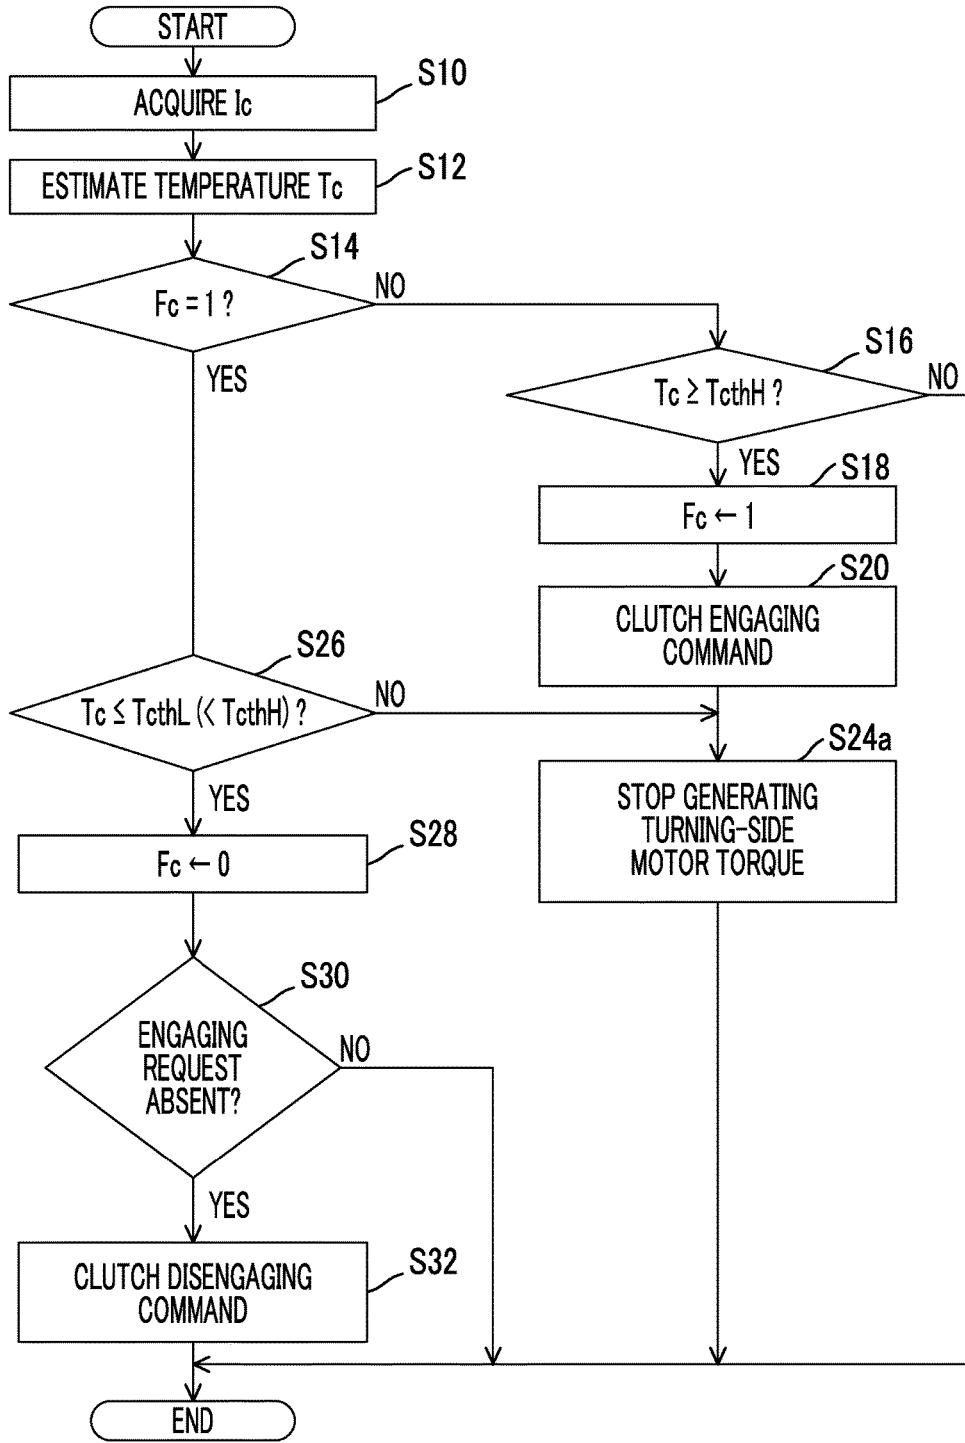 START
ACQUIRE Ic
S10
ESTIMATE TEMPERATURE Tc
S12
Fc = 1 ?
S14
NO
YES
Tc ≥ TcthH ?
S16
NO
YES
Fc ← 1
S18
CLUTCH ENGAGING
COMMAND
S20
Tc ≤ TcthL (< TcthH) ?
S26
NO
YES
STOP GENERATING
TURNING-SIDE
MOTOR TORQUE
S24a
Fc ← 0
S28
ENGAGING
REQUEST
ABSENT?
S30
NO
YES
CLUTCH DISENGAGING
COMMAND
S32
END